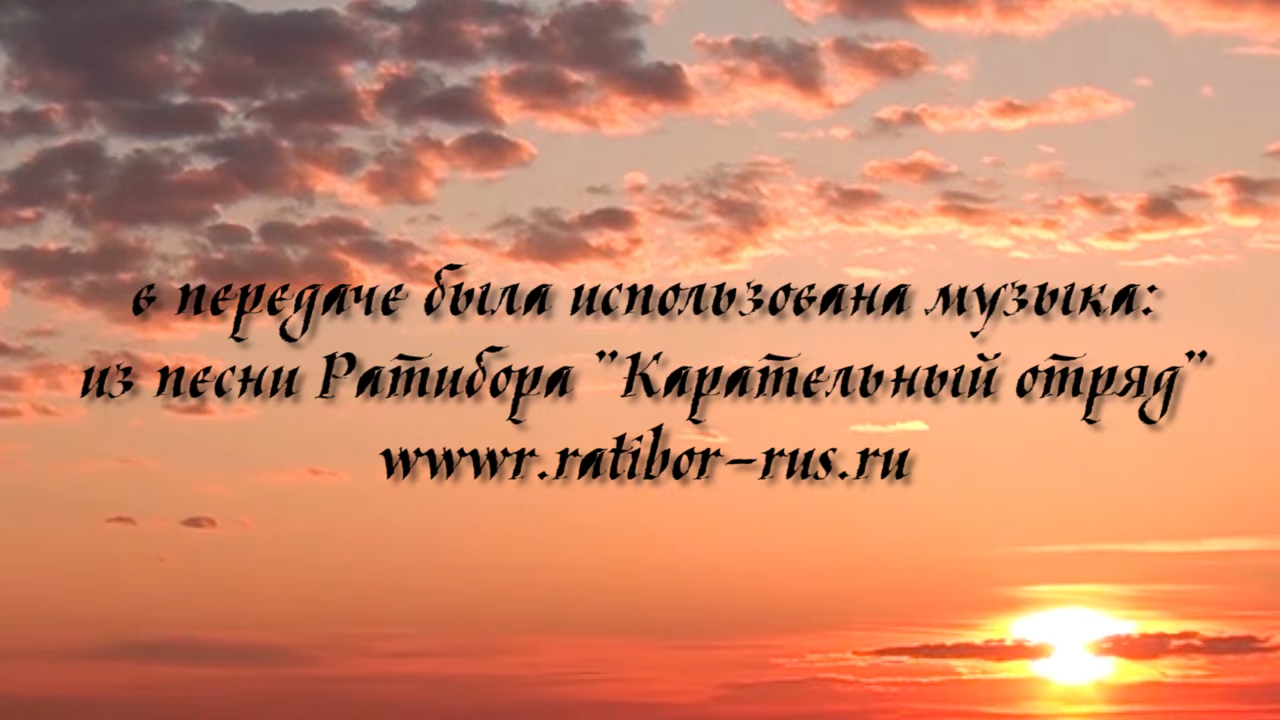 в передаче была использована музыка:
из песни Ратибора "Карательный отряд"
wwwr.ratibor-rus.ru